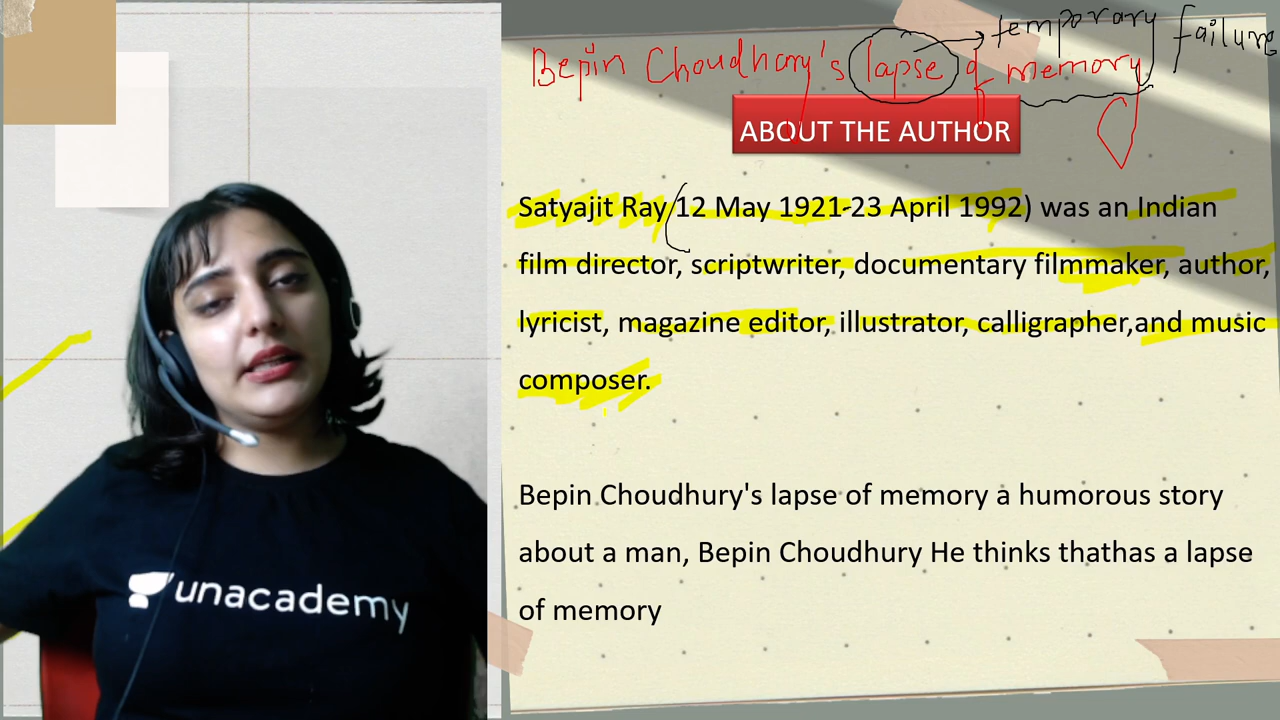 temporary failure
Bepin Choudhary's lapse of memory
ABOUT THE AUTHOR
Satyajit Ray (12 May 1921-23 April 1992) was an Indian
film director, scriptwriter, documentary filmmaker, author,
lyricist, magazine editor, illustrator, calligrapher,and music
composer.
Bepin Choudhury's lapse of memory a humorous story
about a man, Bepin Choudhury He thinks thathas a lapse
of memory
unacademy